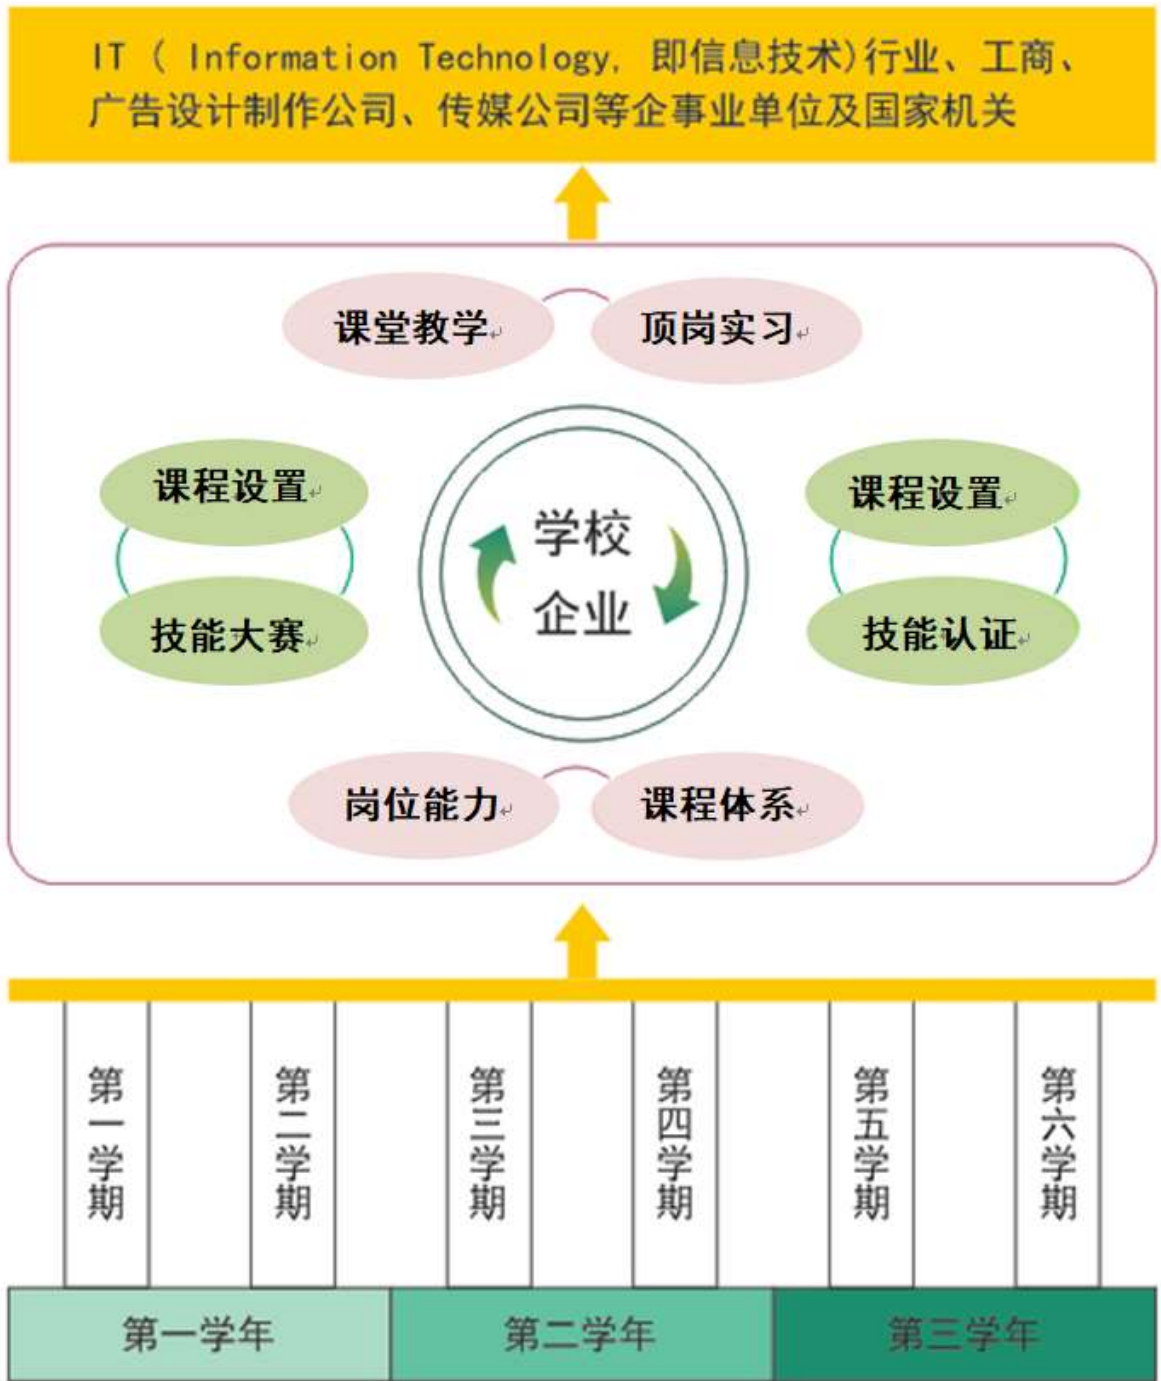 IT ( Information Technology, 即信息技术)行业、工商、
广告设计制作公司、传媒公司等企事业单位及国家机关
课堂教学
顶岗实习
课程设置
课程设置
学校
企业
技能大赛
技能认证
岗位能力
课程体系
第一学期
第二学期
第三学期
第四学期
第五学期
第六学期
第一学年
第二学年
第三学年